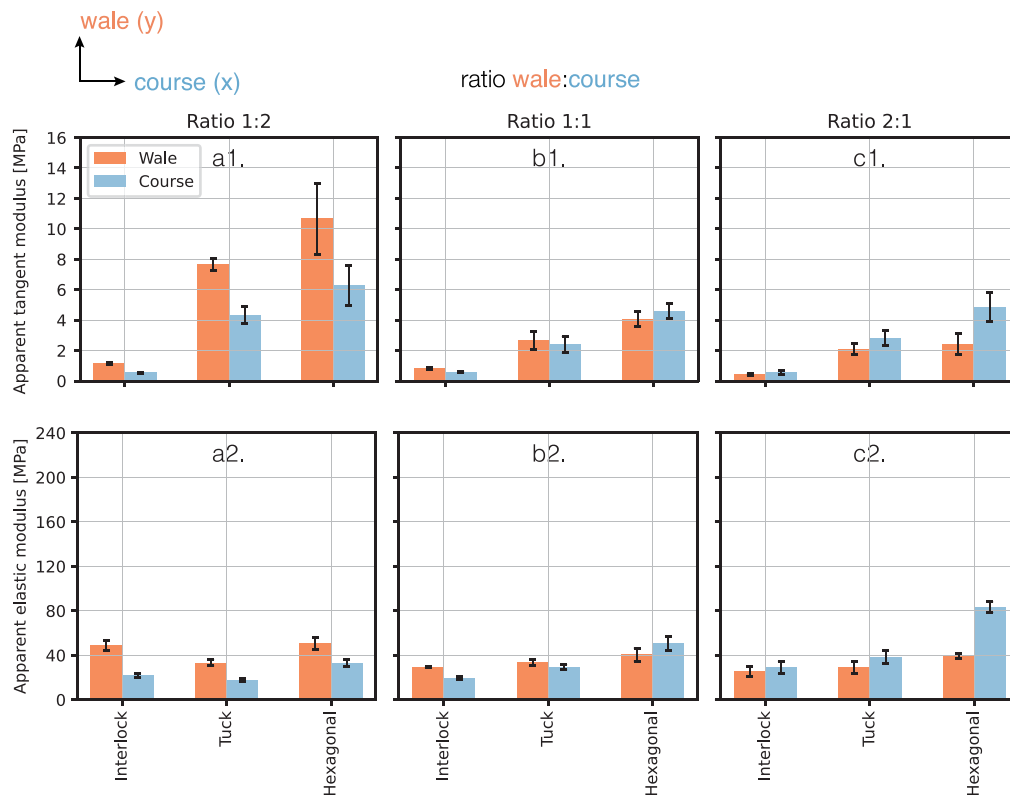 wale (y)
course (x)
ratio wale:course
Ratio 1:2
Ratio 1:1
Ratio 2:1
Apparent tangent modulus [MPa]
16
14
12
10
8
6
4
2
0
Wale
Course
a1.
b1.
c1.
Apparent elastic modulus [MPa]
240
200
160
120
80
40
0
a2.
b2.
c2.
Interlock
Tuck
Hexagonal
Interlock
Tuck
Hexagonal
Interlock
Tuck
Hexagonal